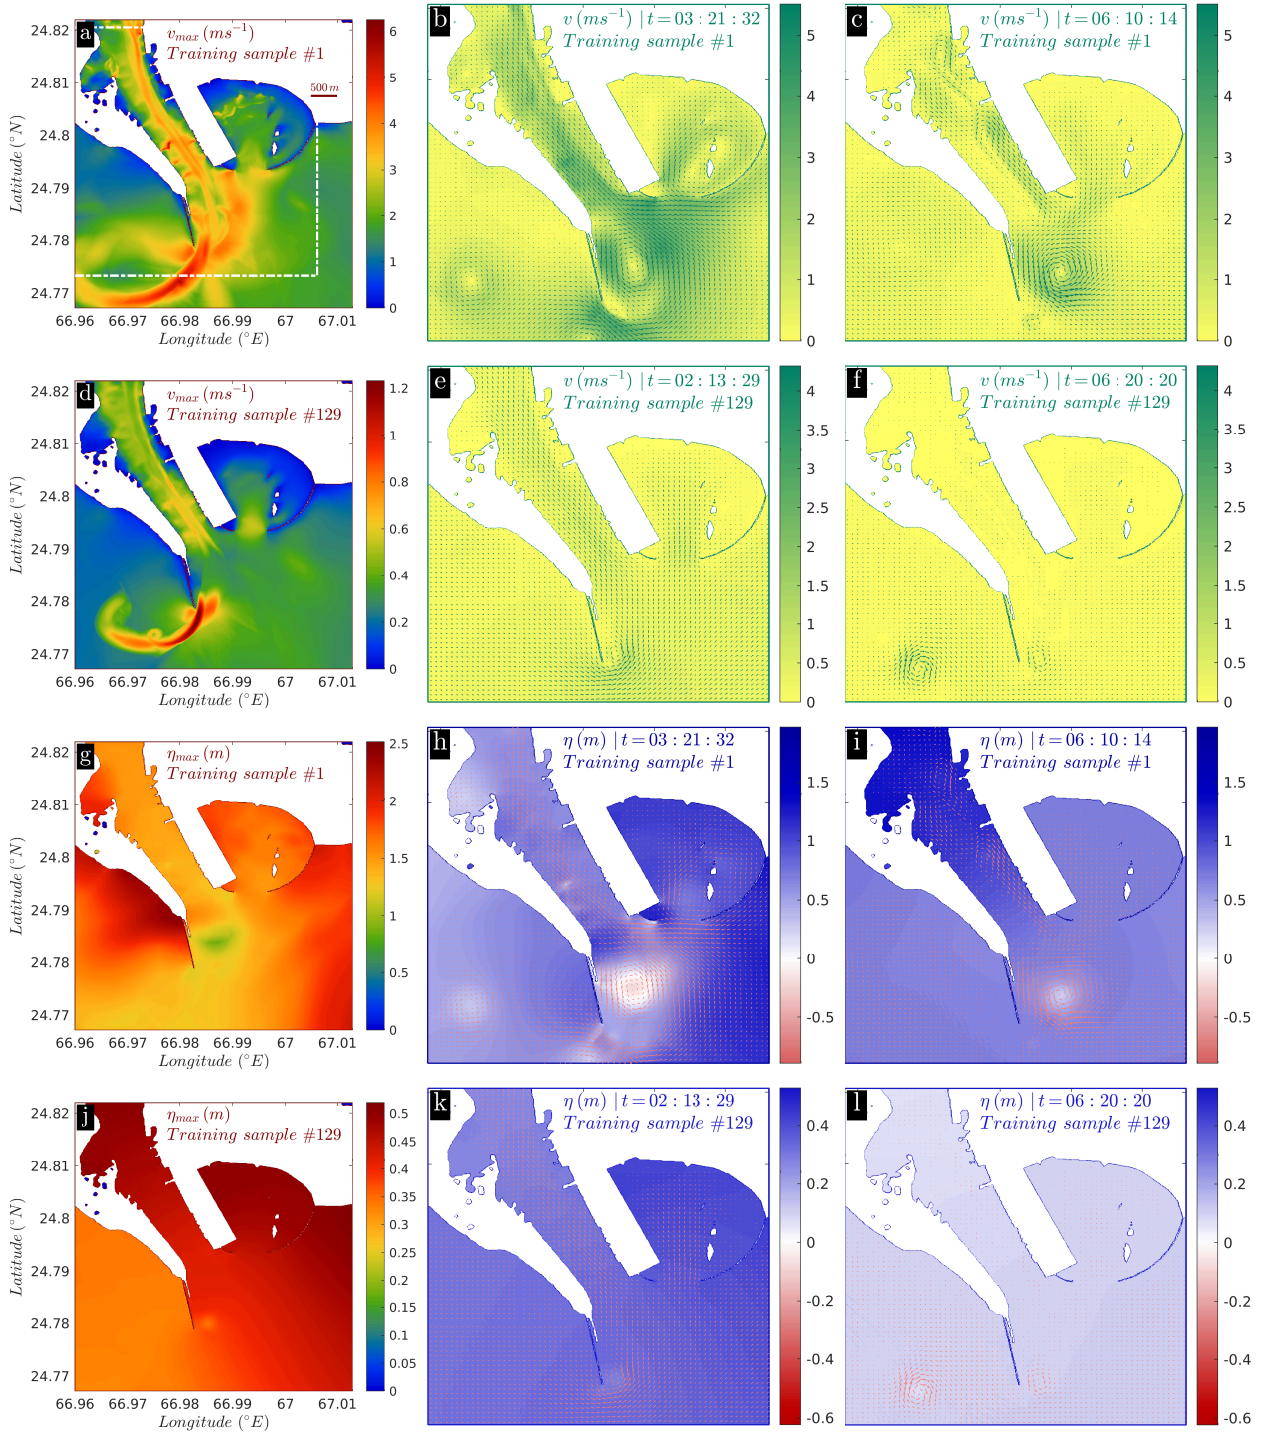 a
v_max (ms⁻¹)
Training sample #1
500 m
24.82
24.81
24.8
24.79
24.78
24.77
Latitude (°N)
66.96 66.97 66.98 66.99 67 67.01
Longitude (°E)
6
5
4
3
2
1
0
b
v (ms⁻¹) | t = 03 : 21 : 32
Training sample #1
5
4
3
2
1
0
c
v (ms⁻¹) | t = 06 : 10 : 14
Training sample #1
5
4
3
2
1
0
d
v_max (ms⁻¹)
Training sample #129
24.82
24.81
24.8
24.79
24.78
24.77
Latitude (°N)
66.96 66.97 66.98 66.99 67 67.01
Longitude (°E)
1.2
1
0.8
0.6
0.4
0.2
0
e
v (ms⁻¹) | t = 02 : 13 : 29
Training sample #129
4
3.5
3
2.5
2
1.5
1
0.5
0
f
v (ms⁻¹) | t = 06 : 20 : 20
Training sample #129
4
3.5
3
2.5
2
1.5
1
0.5
0
g
η_max (m)
Training sample #1
24.82
24.81
24.8
24.79
24.78
24.77
Latitude (°N)
66.96 66.97 66.98 66.99 67 67.01
Longitude (°E)
2.5
2
1.5
1
0.5
0
h
η (m) | t = 03 : 21 : 32
Training sample #1
1.5
1
0.5
0
-0.5
i
η (m) | t = 06 : 10 : 14
Training sample #1
1.5
1
0.5
0
-0.5
j
η_max (m)
Training sample #129
24.82
24.81
24.8
24.79
24.78
24.77
Latitude (°N)
66.96 66.97 66.98 66.99 67 67.01
Longitude (°E)
0.5
0.45
0.4
0.35
0.3
0.25
0.2
0.15
0.1
0.05
0
k
η (m) | t = 02 : 13 : 29
Training sample #129
0.4
0.2
0
-0.2
-0.4
-0.6
l
η (m) | t = 06 : 20 : 20
Training sample #129
0.4
0.2
0
-0.2
-0.4
-0.6